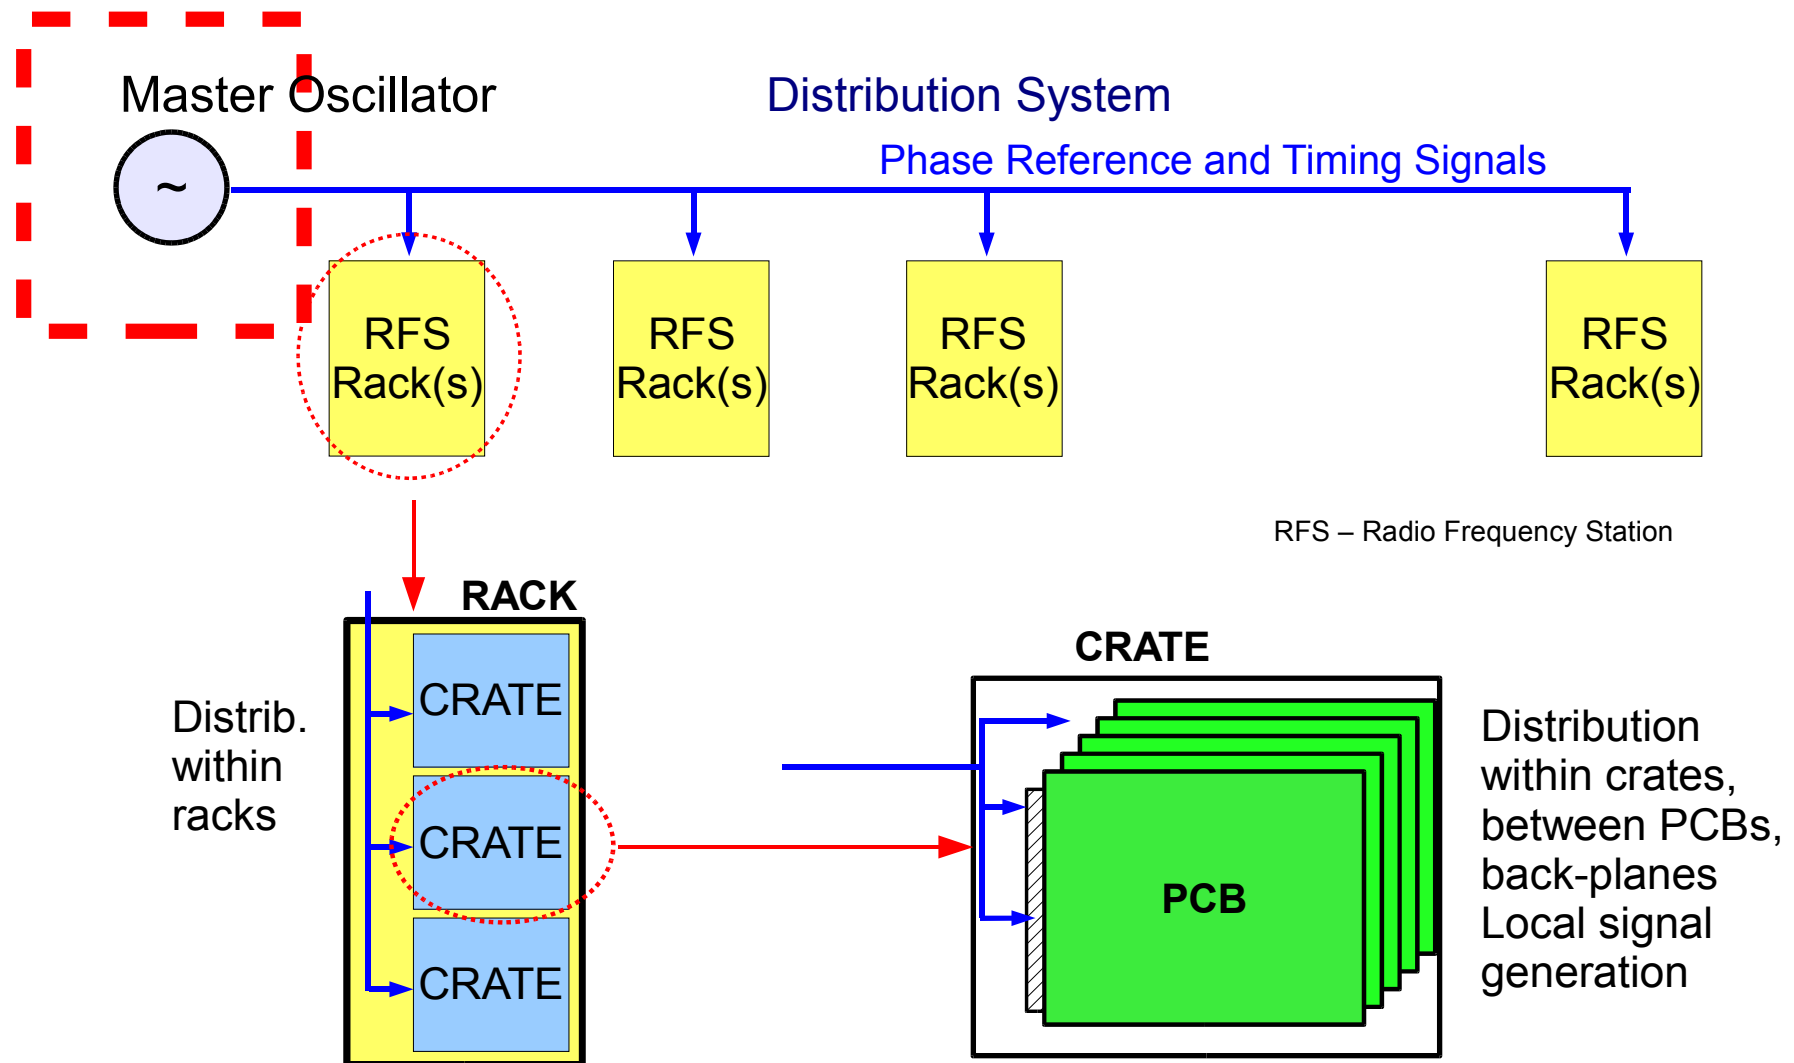 Master Oscillator
Distribution System
Phase Reference and Timing Signals
~
RFS
Rack(s)
RFS
Rack(s)
RFS
Rack(s)
RFS
Rack(s)
RFS – Radio Frequency Station
RACK
CRATE
CRATE
CRATE
Distrib.
within
racks
CRATE
PCB
Distribution
within crates,
between PCBs,
back-planes
Local signal
generation